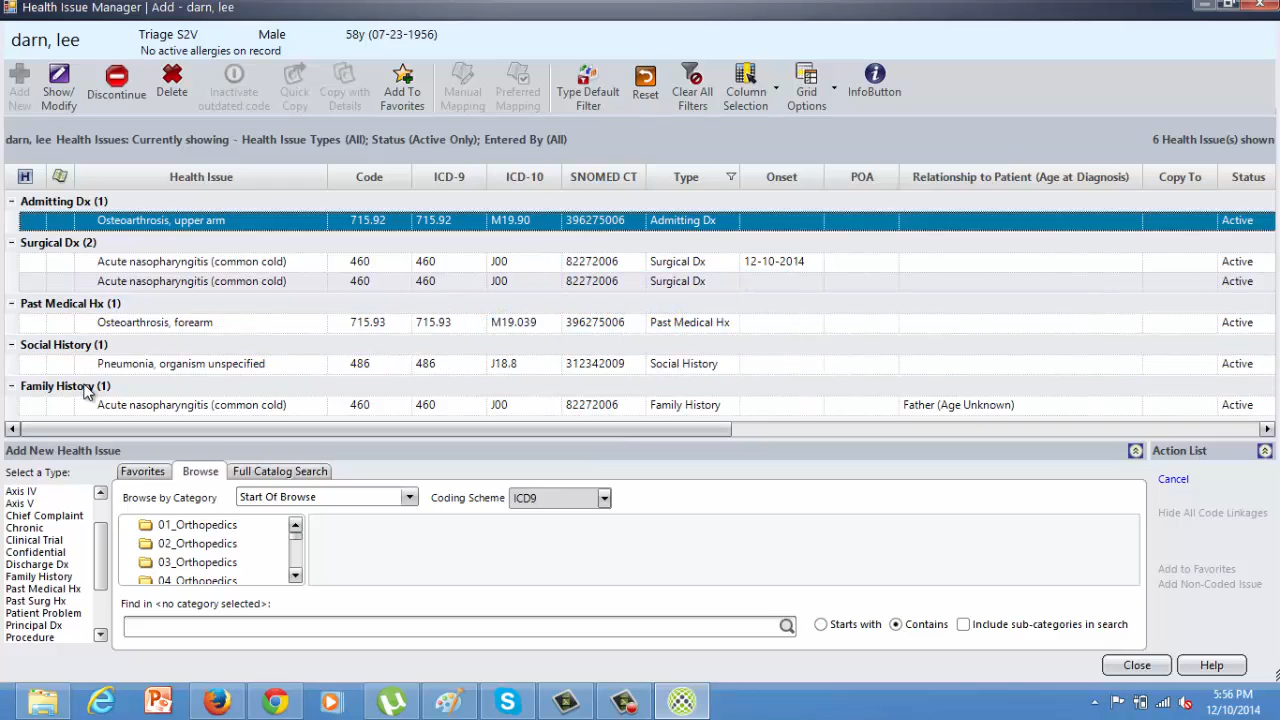 Health Issue Manager | Add - darn, lee
darn, lee
Triage S2V Male 58y (07-23-1956)
No active allergies on record
Add New
Show/ Modify
Discontinue
Delete
Inactivate outdated code
Quick Copy
Copy with Details
Add To Favorites
Manual Mapping
Preferred Mapping
Type Default Filter
Reset
Clear All Filters
Column Selection
Grid Options
InfoButton
darn, lee Health Issues: Currently showing - Health Issue Types (All); Status (Active Only); Entered By (All) 6 Health Issue(s) shown
H Health Issue Code ICD-9 ICD-10 SNOMED CT Type Onset POA Relationship to Patient (Age at Diagnosis) Copy To Status
- Admitting Dx (1)
Osteoarthrosis, upper arm 715.92 715.92 M19.90 396275006 Admitting Dx Active
- Surgical Dx (2)
Acute nasopharyngitis (common cold) 460 460 J00 82272006 Surgical Dx 12-10-2014 Active
Acute nasopharyngitis (common cold) 460 460 J00 82272006 Surgical Dx Active
- Past Medical Hx (1)
Osteoarthrosis, forearm 715.93 715.93 M19.039 396275006 Past Medical Hx Active
- Social History (1)
Pneumonia, organism unspecified 486 486 J18.8 312342009 Social History Active
- Family History (1)
Acute nasopharyngitis (common cold) 460 460 J00 82272006 Family History Father (Age Unknown) Active
Add New Health Issue
Action List
Select a Type:
Axis IV
Axis V
Chief Complaint
Chronic
Clinical Trial
Confidential
Discharge Dx
Family History
Past Medical Hx
Past Surg Hx
Patient Problem
Principal Dx
Procedure
Favorites Browse Full Catalog Search
Browse by Category Start Of Browse Coding Scheme ICD9
01_Orthopedics
02_Orthopedics
03_Orthopedics
04_Orthopedics
Find in <no category selected>:
Starts with Contains Include sub-categories in search
Cancel
Hide All Code Linkages
Add to Favorites
Add Non-Coded Issue
Close Help
5:56 PM
12/10/2014